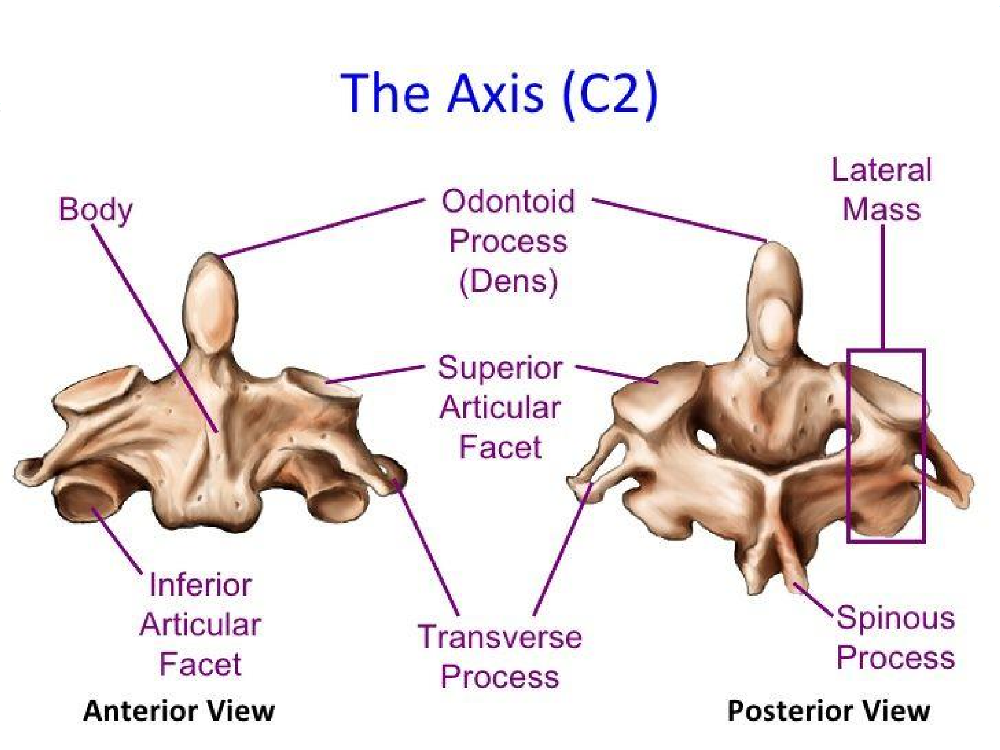 The Axis (C2)
Body
Odontoid
Process
(Dens)
Lateral
Mass
Superior
Articular
Facet
Inferior
Articular
Facet
Transverse
Process
Spinous
Process
Anterior View
Posterior View